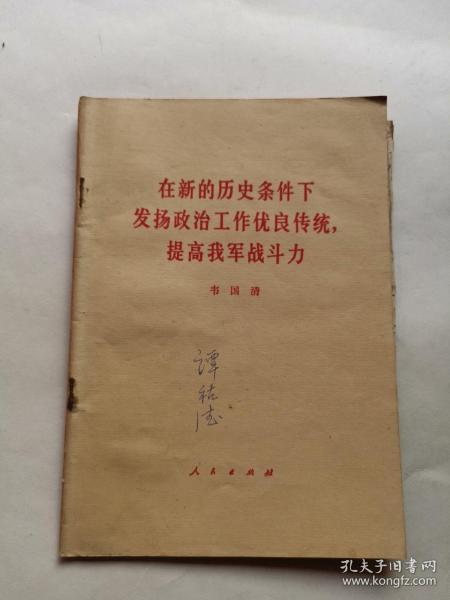 在新的历史条件下
发扬政治工作优良传统，
提高我军战斗力
韦国清
谭
人民出版社
孔夫子旧书网
www.kongfz.com